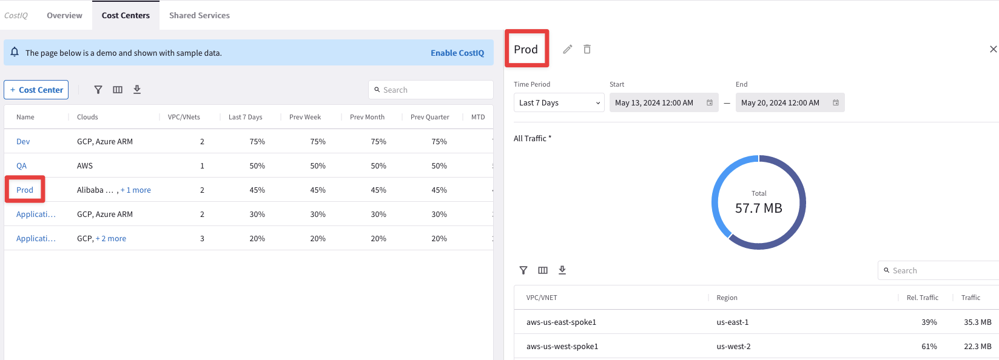 CostIQ Overview Cost Centers Shared Services
The page below is a demo and shown with sample data. Enable CostIQ
+ Cost Center Search
Name Clouds VPC/VNets Last 7 Days Prev Week Prev Month Prev Quarter MTD
Dev GCP, Azure ARM 2 75% 75% 75% 75%
QA AWS 1 50% 50% 50% 50%
Prod Alibaba ... , + 1 more 2 45% 45% 45% 45%
Applicati... GCP, Azure ARM 2 30% 30% 30% 30%
Applicati... GCP, + 2 more 3 20% 20% 20% 20%
Prod
Time Period Start End
Last 7 Days May 13, 2024 12:00 AM — May 20, 2024 12:00 AM
All Traffic *
Total
57.7 MB
Search
VPC/VNET Region Rel. Traffic Traffic
aws-us-east-spoke1 us-east-1 39% 35.3 MB
aws-us-west-spoke1 us-west-2 61% 22.3 MB